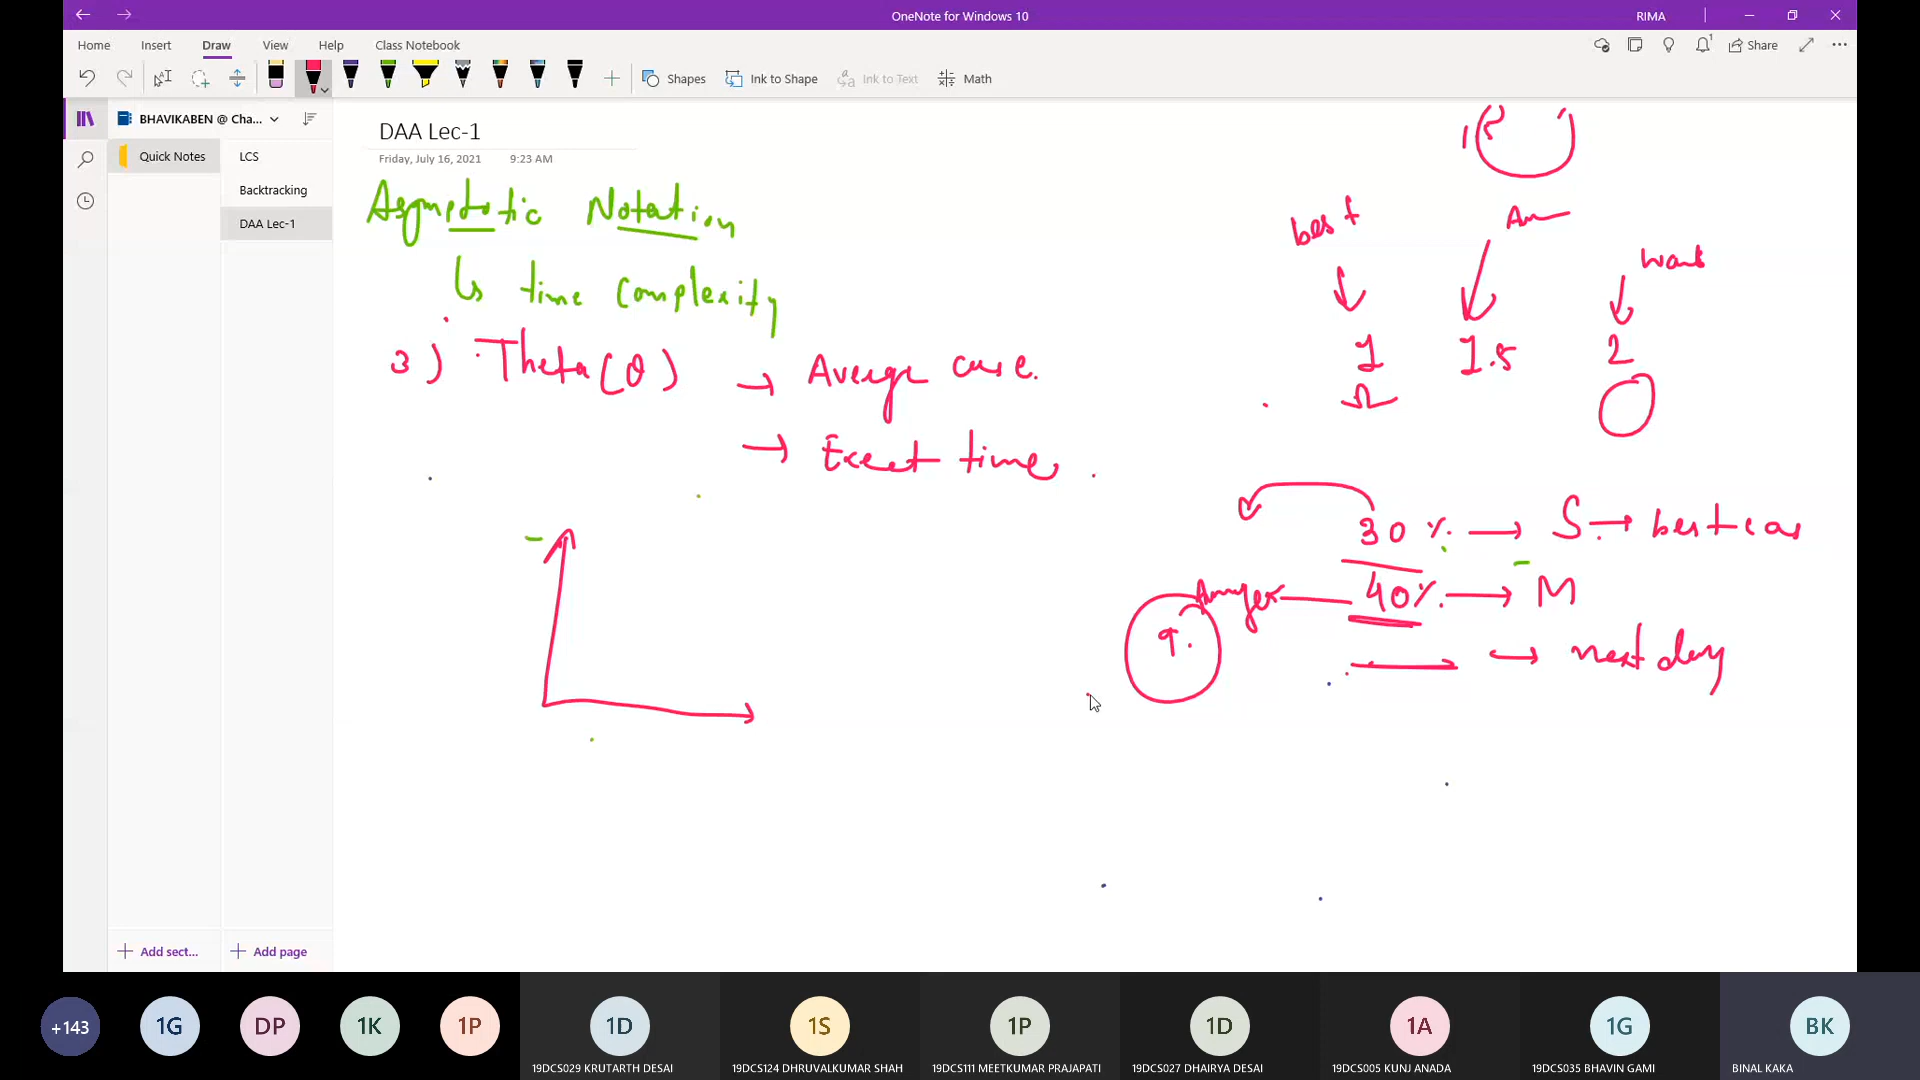 OneNote for Windows 10
RIMA
Home Insert Draw View Help Class Notebook
Share
Shapes Ink to Shape Ink to Text Math
BHAVIKABEN @ Cha...
Quick Notes
LCS
Backtracking
DAA Lec-1
Add sect...
Add page
DAA Lec-1
Friday, July 16, 2021 9:23 AM
Asymptotic Notation
↳ time complexity
3) Theta (θ) → Average case.
→ Exect time.
best
↓
1
Ω
↓
1.5
↓
2
O
30 % → S → best cas
40 % → M
→ next day
9.
+143 1G DP 1K 1P 1D 1S 1P 1D 1A 1G BK
19DCS029 KRUTARTH DESAI
19DCS124 DHRUVALKUMAR SHAH
19DCS111 MEETKUMAR PRAJAPATI
19DCS027 DHAIRYA DESAI
19DCS005 KUNJ ANADA
19DCS035 BHAVIN GAMI
BINAL KAKA